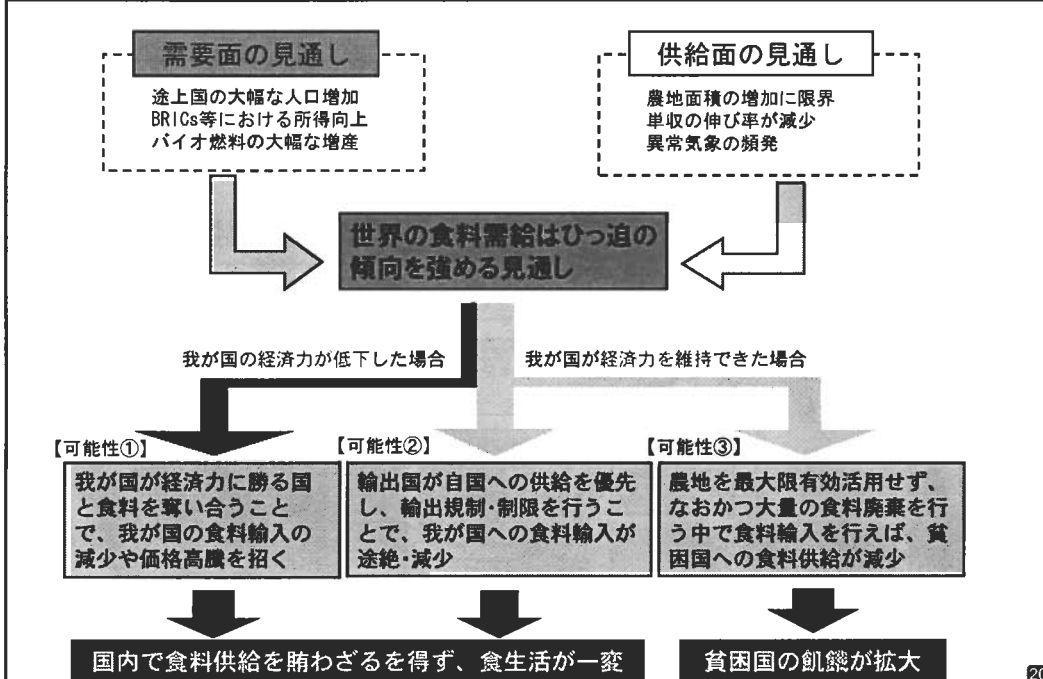 需要面の見通し
途上国の大幅な人口増加
BRICs等における所得向上
バイオ燃料の大幅な増産
供給面の見通し
農地面積の増加に限界
単収の伸び率が減少
異常気象の頻発
世界の食料需給はひっ迫の
傾向を強める見通し
我が国の経済力が低下した場合
我が国が経済力を維持できた場合
【可能性①】
我が国が経済力に勝る国
と食料を奪い合うこと
で、我が国の食料輸入の
減少や価格高騰を招く
【可能性②】
輸出国が自国への供給を優先
し、輸出規制・制限を行うこ
とで、我が国への食料輸入が
途絶・減少
【可能性③】
農地を最大限有効活用せず、
なおかつ大量の食料廃棄を行
う中で食料輸入を行えば、貧
困国への食料供給が減少
国内で食料供給を賄わざるを得ず、食生活が一変
貧困国の飢餓が拡大